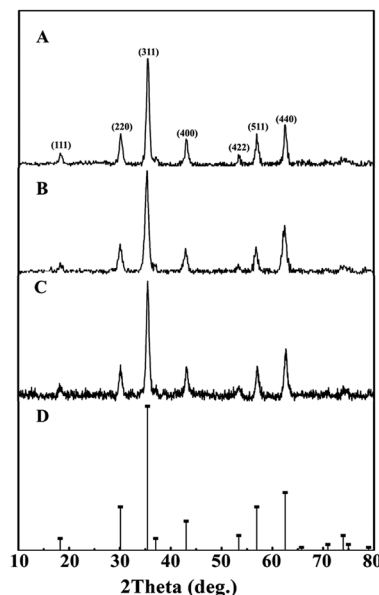 A
(111)
(220)
(311)
(400)
(422)
(511)
(440)
B
C
D
10 20 30 40 50 60 70 80
2Theta (deg.)